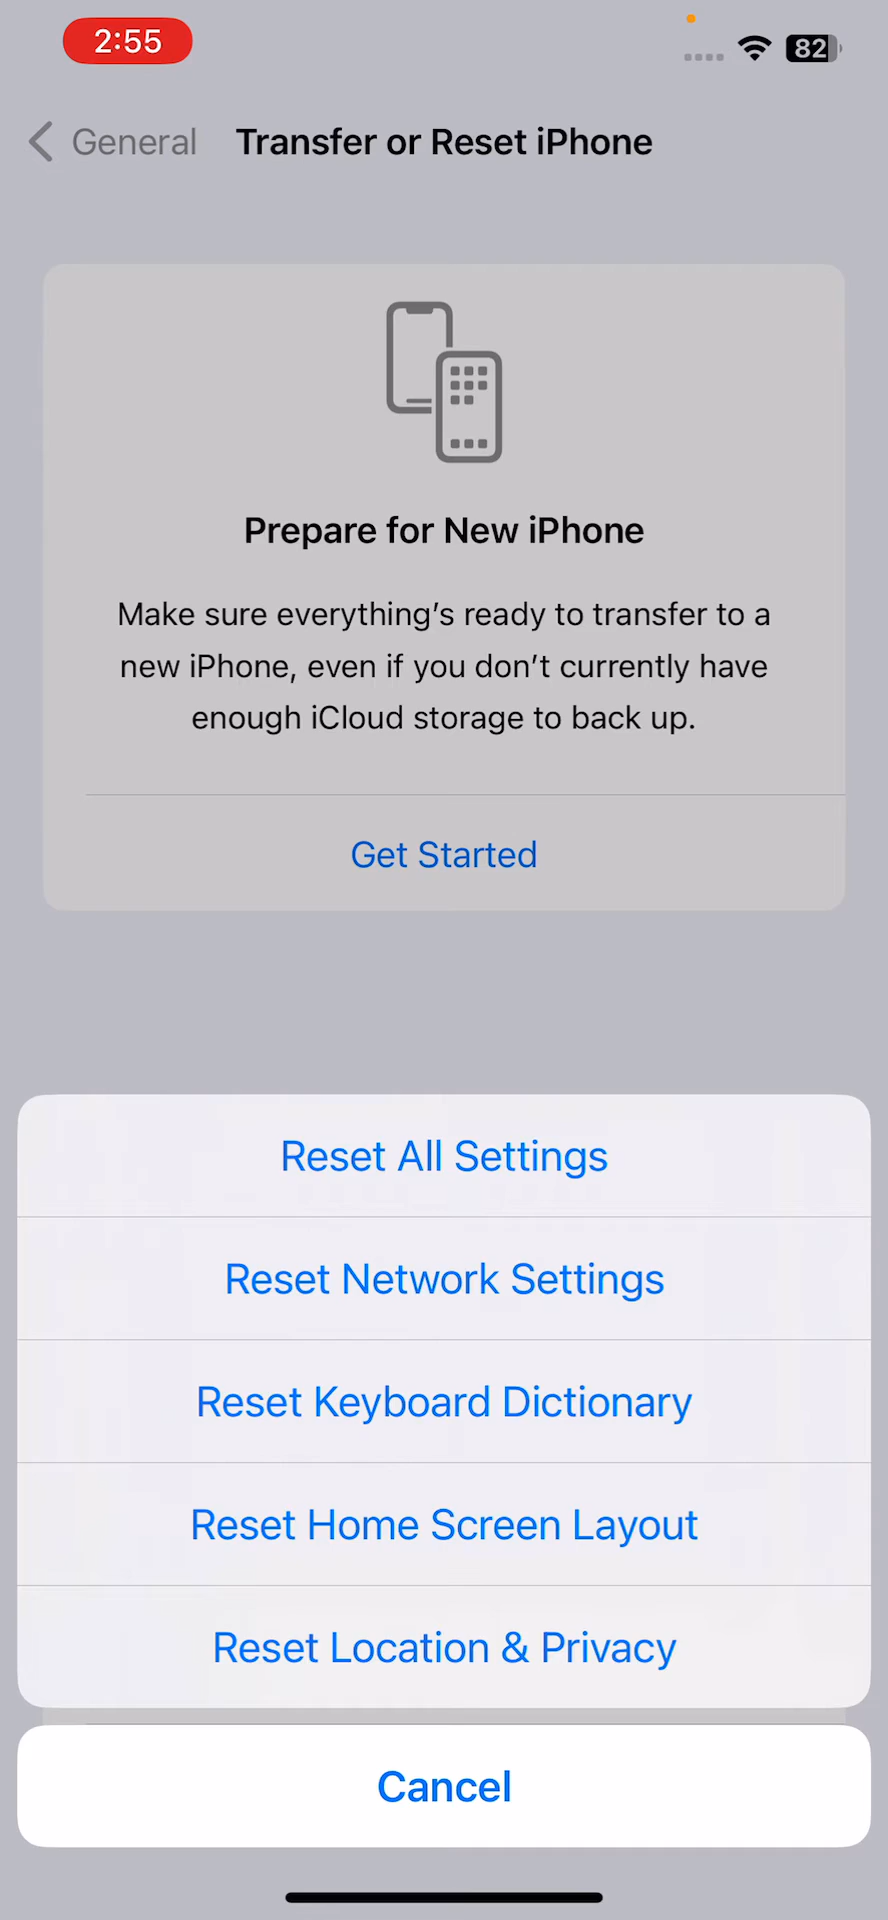 2:55
82
General
Transfer or Reset iPhone
Prepare for New iPhone
Make sure everything’s ready to transfer to a
new iPhone, even if you don’t currently have
enough iCloud storage to back up.
Get Started
Reset All Settings
Reset Network Settings
Reset Keyboard Dictionary
Reset Home Screen Layout
Reset Location & Privacy
Cancel